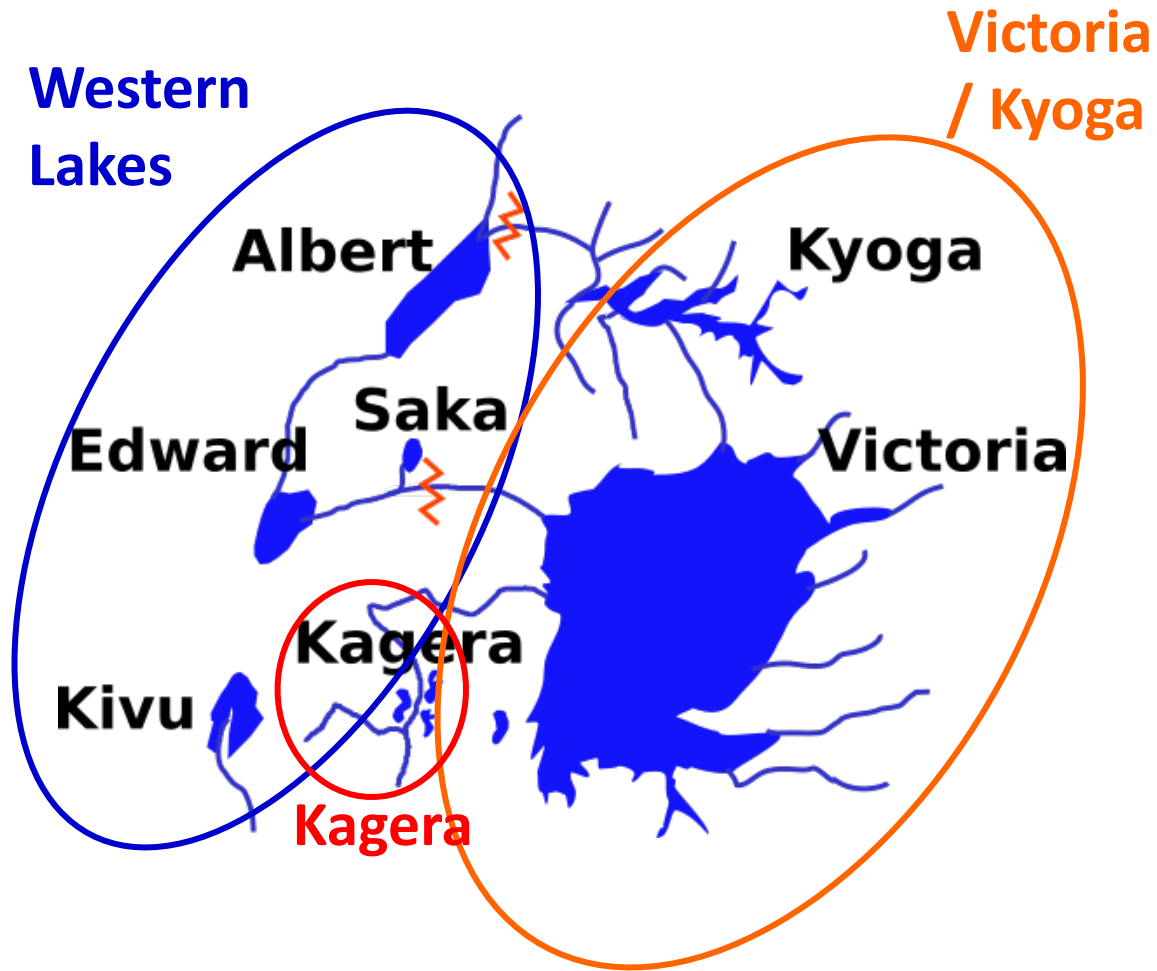 Victoria
/ Kyoga
Western
Lakes
Albert
Kyoga
Saka
Edward
Victoria
Kagera
Kivu
Kagera